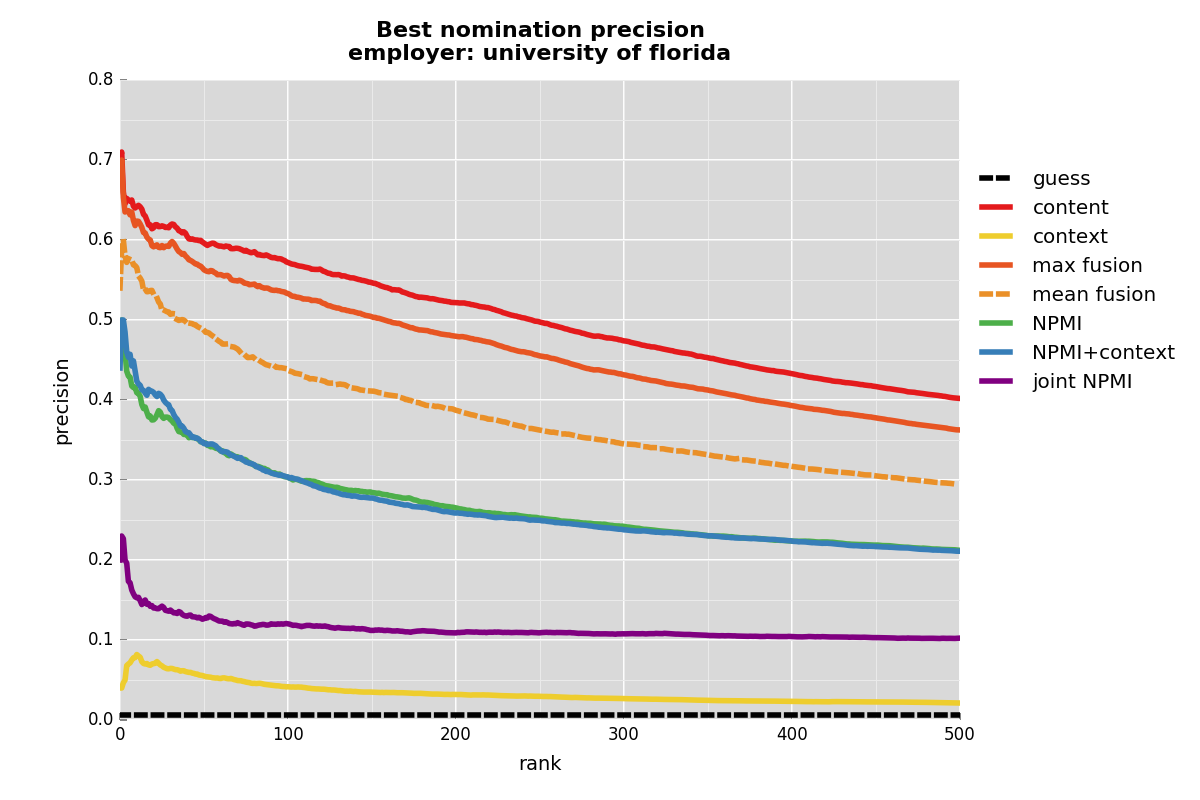 Best nomination precision
employer: university of florida
precision
0.8
0.7
0.6
0.5
0.4
0.3
0.2
0.1
0.0
0
100
200
300
400
500
rank
guess
content
context
max fusion
mean fusion
NPMI
NPMI+context
joint NPMI